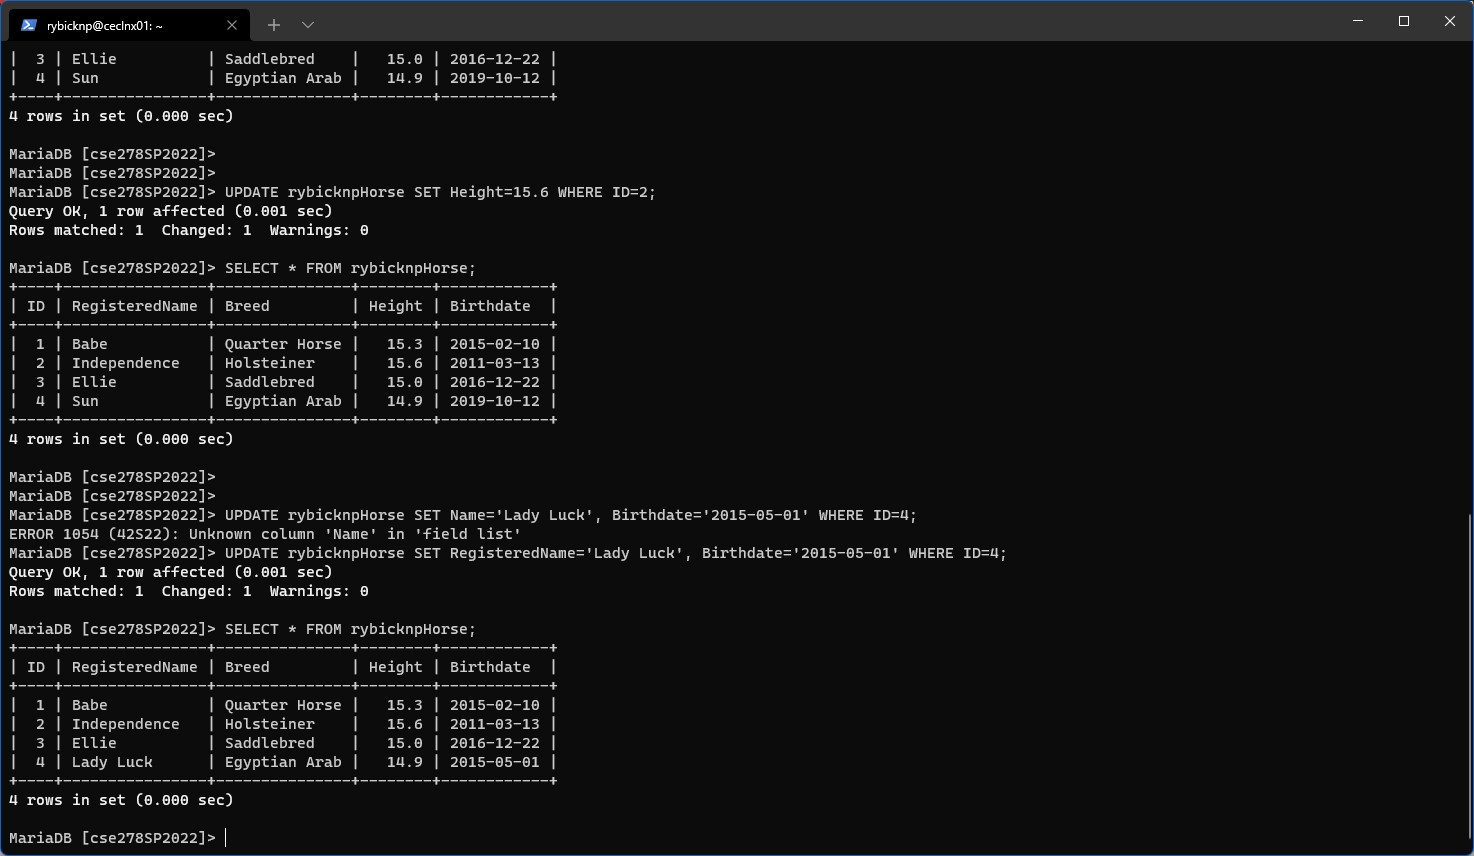 rybicknp@ceclnx01: ~
|  3 | Ellie          | Saddlebred    |   15.0 | 2016-12-22 |
|  4 | Sun            | Egyptian Arab |   14.9 | 2019-10-12 |
+----+----------------+---------------+--------+------------+
4 rows in set (0.000 sec)
MariaDB [cse278SP2022]>
MariaDB [cse278SP2022]>
MariaDB [cse278SP2022]> UPDATE rybicknpHorse SET Height=15.6 WHERE ID=2;
Query OK, 1 row affected (0.001 sec)
Rows matched: 1  Changed: 1  Warnings: 0
MariaDB [cse278SP2022]> SELECT * FROM rybicknpHorse;
+----+----------------+---------------+--------+------------+
| ID | RegisteredName | Breed         | Height | Birthdate  |
+----+----------------+---------------+--------+------------+
|  1 | Babe           | Quarter Horse |   15.3 | 2015-02-10 |
|  2 | Independence   | Holsteiner    |   15.6 | 2011-03-13 |
|  3 | Ellie          | Saddlebred    |   15.0 | 2016-12-22 |
|  4 | Sun            | Egyptian Arab |   14.9 | 2019-10-12 |
+----+----------------+---------------+--------+------------+
4 rows in set (0.000 sec)
MariaDB [cse278SP2022]>
MariaDB [cse278SP2022]>
MariaDB [cse278SP2022]> UPDATE rybicknpHorse SET Name='Lady Luck', Birthdate='2015-05-01' WHERE ID=4;
ERROR 1054 (42S22): Unknown column 'Name' in 'field list'
MariaDB [cse278SP2022]> UPDATE rybicknpHorse SET RegisteredName='Lady Luck', Birthdate='2015-05-01' WHERE ID=4;
Query OK, 1 row affected (0.001 sec)
Rows matched: 1  Changed: 1  Warnings: 0
MariaDB [cse278SP2022]> SELECT * FROM rybicknpHorse;
+----+----------------+---------------+--------+------------+
| ID | RegisteredName | Breed         | Height | Birthdate  |
+----+----------------+---------------+--------+------------+
|  1 | Babe           | Quarter Horse |   15.3 | 2015-02-10 |
|  2 | Independence   | Holsteiner    |   15.6 | 2011-03-13 |
|  3 | Ellie          | Saddlebred    |   15.0 | 2016-12-22 |
|  4 | Lady Luck      | Egyptian Arab |   14.9 | 2015-05-01 |
+----+----------------+---------------+--------+------------+
4 rows in set (0.000 sec)
MariaDB [cse278SP2022]>